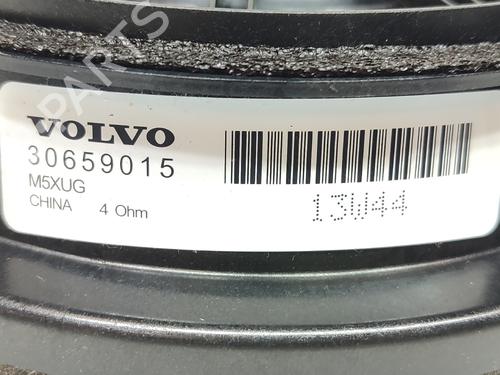 VOLVO
30659015
M5XUG
CHINA 4 Ohm
13W44
B-PARTS